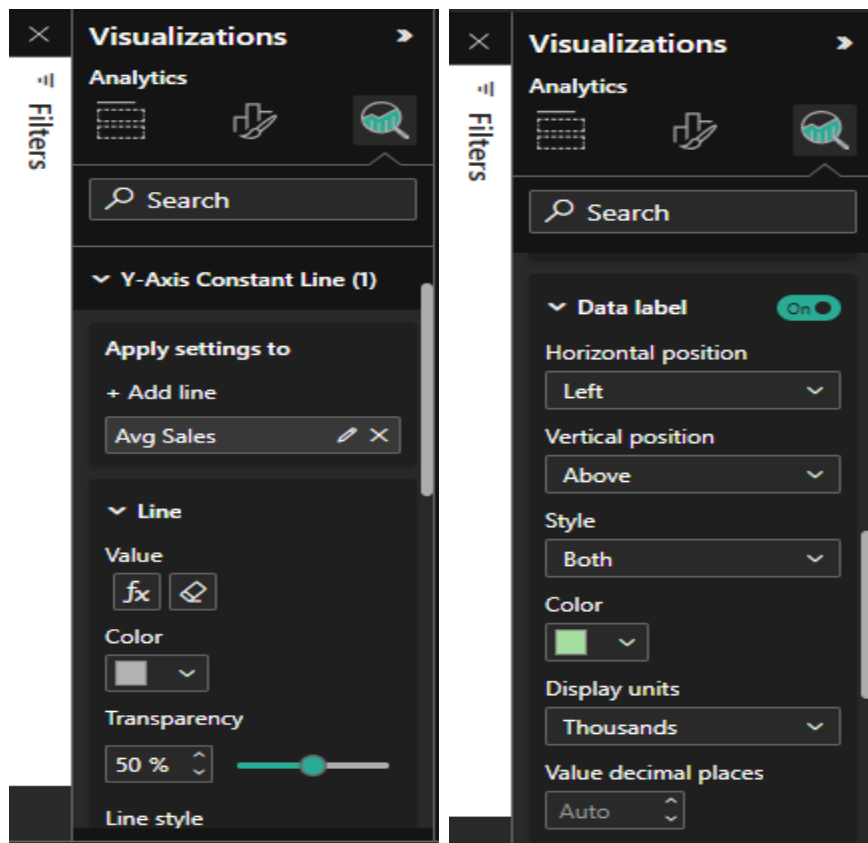 Visualizations
Analytics
Filters
Search
Y-Axis Constant Line (1)
Apply settings to
+ Add line
Avg Sales
Line
Value
fx
Color
Transparency
50 %
Line style
Visualizations
Analytics
Filters
Search
Data label
On
Horizontal position
Left
Vertical position
Above
Style
Both
Color
Display units
Thousands
Value decimal places
Auto